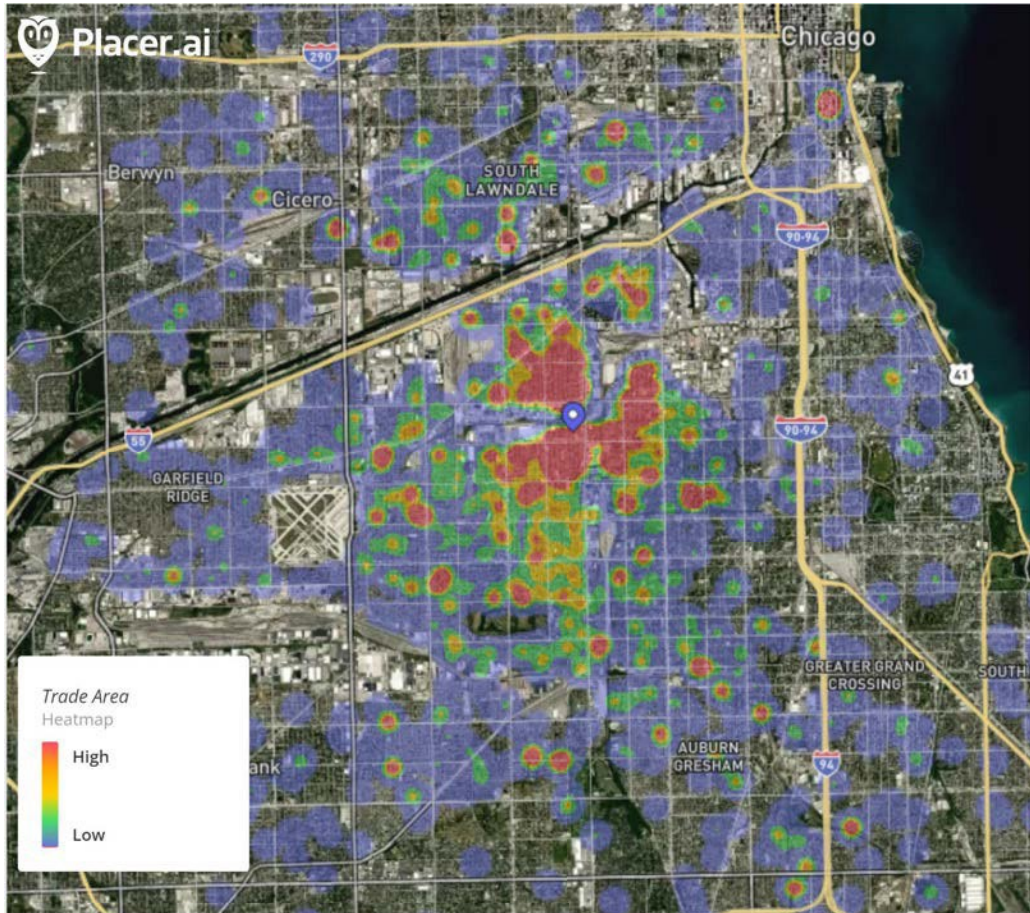 Placer.ai
Chicago
290
Berwyn
SOUTH
LAWNDALE
Cicero
90-94
41
55
90-94
GARFIELD
RIDGE
Trade Area
Heatmap
High
Low
GREATER GRAND
CROSSING
SOUTH
ank
AUBURN
GRESHAM
94